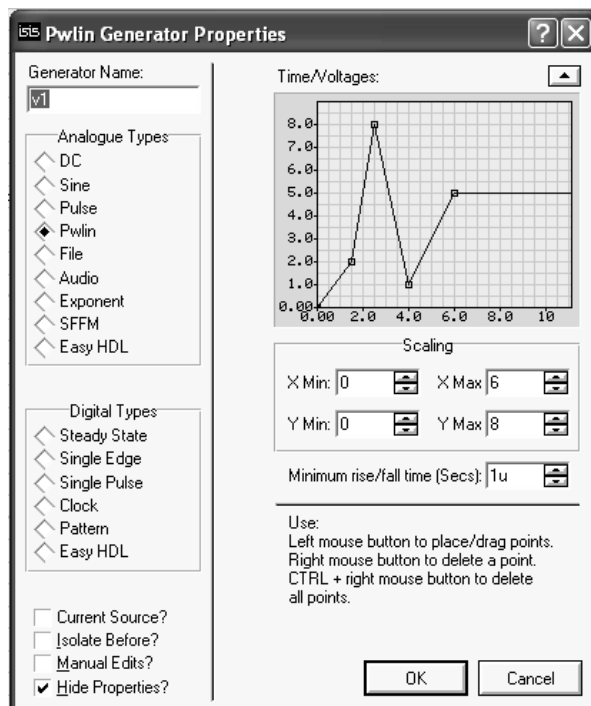 isis Pwlin Generator Properties
Generator Name:
v1
Analogue Types
DC
Sine
Pulse
Pwlin
File
Audio
Exponent
SFFM
Easy HDL
Digital Types
Steady State
Single Edge
Single Pulse
Clock
Pattern
Easy HDL
Current Source?
Isolate Before?
Manual Edits?
Hide Properties?
Time/Voltages:
8.0
7.0
6.0
5.0
4.0
3.0
2.0
1.0
0.00
0.00 2.0 4.0 6.0 8.0 10
Scaling
X Min: 0 X Max 6
Y Min: 0 Y Max 8
Minimum rise/fall time (Secs): 1u
Use:
Left mouse button to place/drag points.
Right mouse button to delete a point.
CTRL + right mouse button to delete
all points.
OK Cancel